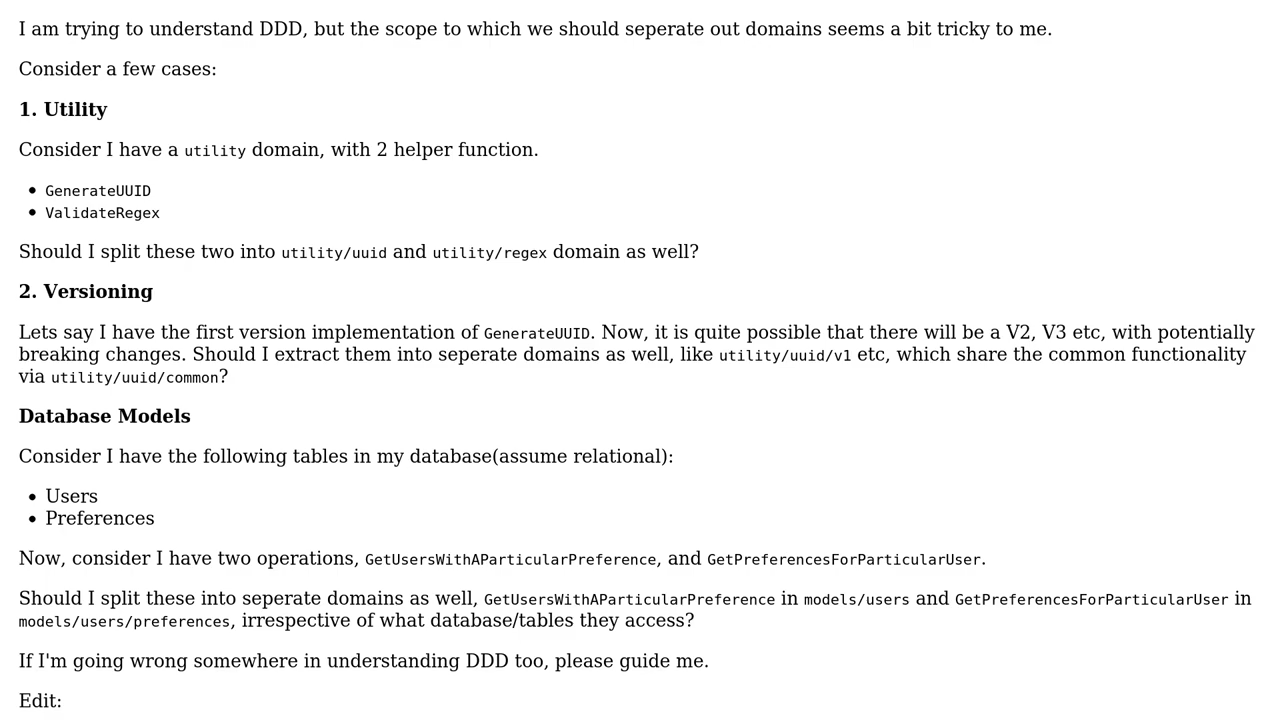 I am trying to understand DDD, but the scope to which we should seperate out domains seems a bit tricky to me.
Consider a few cases:
1. Utility
Consider I have a utility domain, with 2 helper function.
• GenerateUUID
• ValidateRegex
Should I split these two into utility/uuid and utility/regex domain as well?
2. Versioning
Lets say I have the first version implementation of GenerateUUID. Now, it is quite possible that there will be a V2, V3 etc, with potentially
breaking changes. Should I extract them into seperate domains as well, like utility/uuid/v1 etc, which share the common functionality
via utility/uuid/common?
Database Models
Consider I have the following tables in my database(assume relational):
• Users
• Preferences
Now, consider I have two operations, GetUsersWithAParticularPreference, and GetPreferencesForParticularUser.
Should I split these into seperate domains as well, GetUsersWithAParticularPreference in models/users and GetPreferencesForParticularUser in
models/users/preferences, irrespective of what database/tables they access?
If I'm going wrong somewhere in understanding DDD too, please guide me.
Edit: